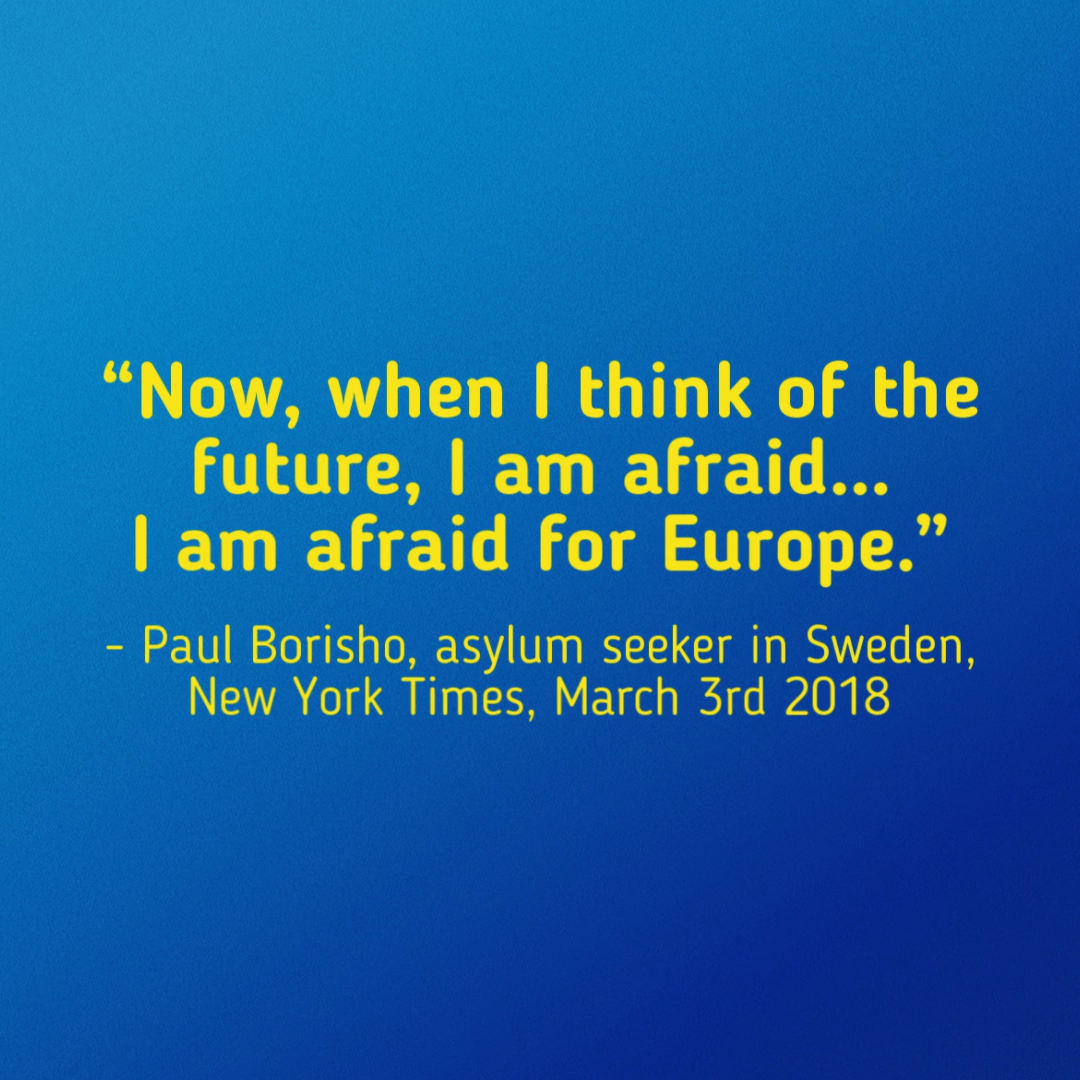 “Now, when I think of the
future, I am afraid...
I am afraid for Europe.”
- Paul Borisho, asylum seeker in Sweden,
New York Times, March 3rd 2018